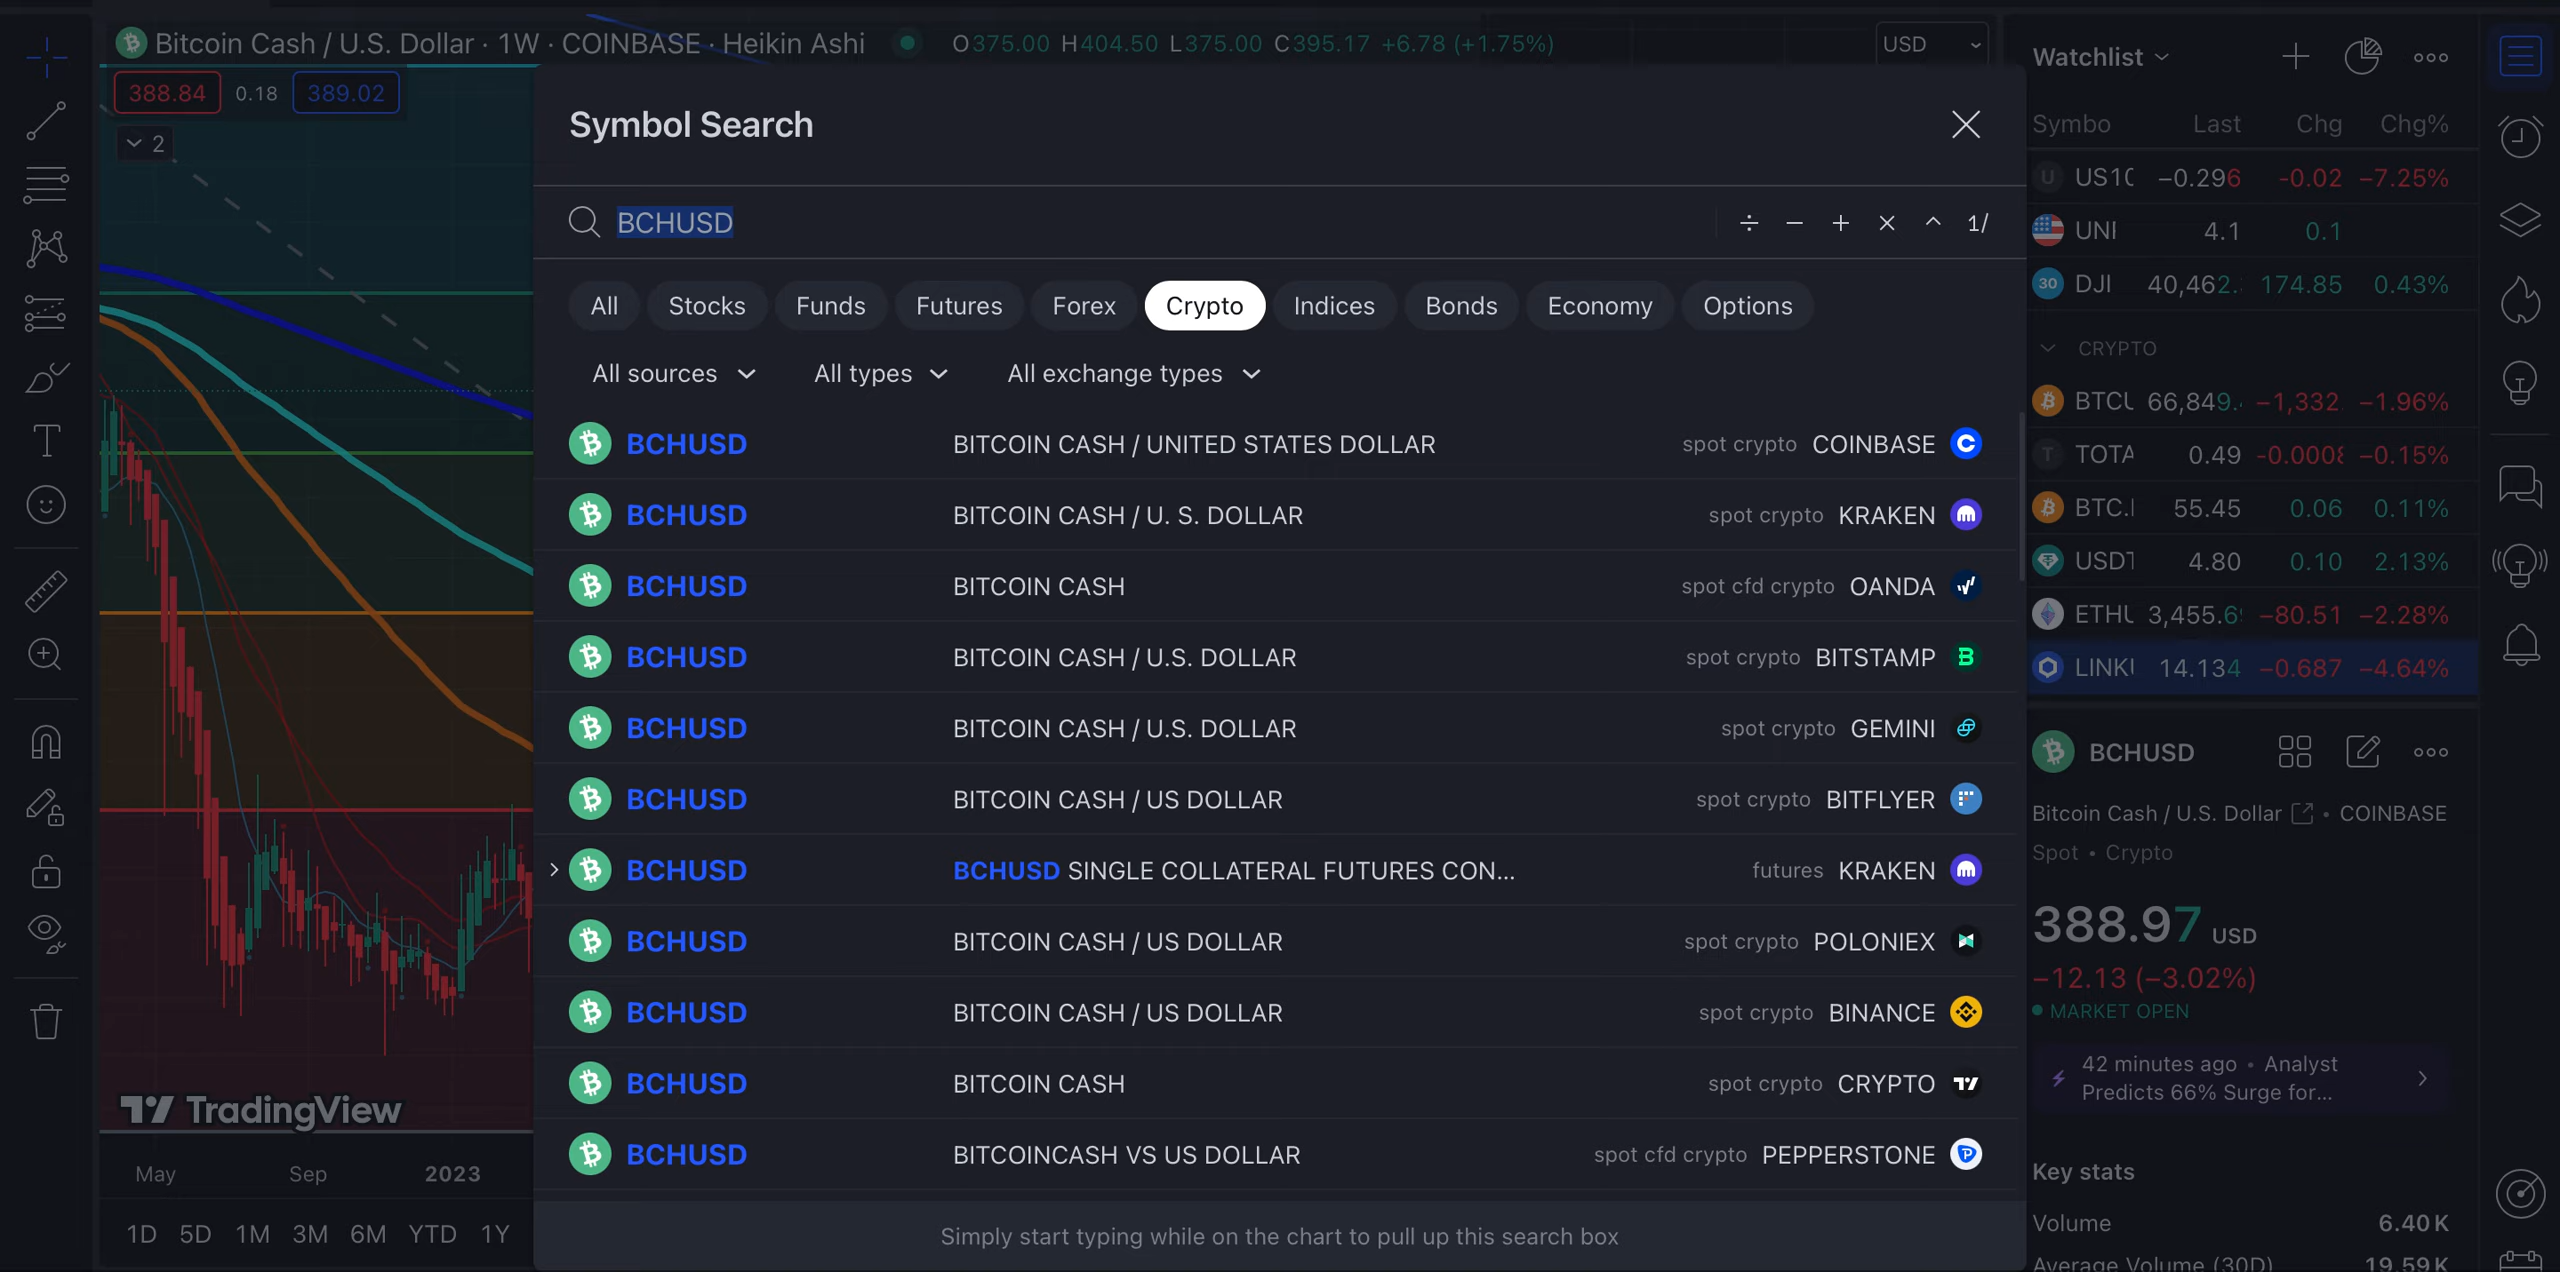 Bitcoin Cash / U.S. Dollar · 1W · COINBASE · Heikin Ashi
O375.00 H404.50 L375.00 C395.17 +6.78 (+1.75%)
USD
388.84 0.18 389.02
2
Symbol Search
BCHUSD
÷ − + × ^ 1/
All Stocks Funds Futures Forex Crypto Indices Bonds Economy Options
All sources All types All exchange types
BCHUSD BITCOIN CASH / UNITED STATES DOLLAR spot crypto COINBASE
BCHUSD BITCOIN CASH / U. S. DOLLAR spot crypto KRAKEN
BCHUSD BITCOIN CASH spot cfd crypto OANDA
BCHUSD BITCOIN CASH / U.S. DOLLAR spot crypto BITSTAMP
BCHUSD BITCOIN CASH / U.S. DOLLAR spot crypto GEMINI
BCHUSD BITCOIN CASH / US DOLLAR spot crypto BITFLYER
BCHUSD BCHUSD SINGLE COLLATERAL FUTURES CON... futures KRAKEN
BCHUSD BITCOIN CASH / US DOLLAR spot crypto POLONIEX
BCHUSD BITCOIN CASH / US DOLLAR spot crypto BINANCE
BCHUSD BITCOIN CASH spot crypto CRYPTO
BCHUSD BITCOINCASH VS US DOLLAR spot cfd crypto PEPPERSTONE
Simply start typing while on the chart to pull up this search box
TradingView
May Sep 2023
1D 5D 1M 3M 6M YTD 1Y
Watchlist
Symbo Last Chg Chg%
U US1 −0.296 -0.02 −7.25%
UNI 4.1 0.1
30 DJI 40,462. 174.85 0.43%
CRYPTO
BTC 66,849. −1,332 −1.96%
T TOTA 0.49 -0.0008 −0.15%
BTC. 55.45 0.06 0.11%
USD 4.80 0.10 2.13%
ETH 3,455.6 −80.51 −2.28%
LINK 14.134 −0.687 −4.64%
BCHUSD
Bitcoin Cash / U.S. Dollar • COINBASE
Spot • Crypto
388.97 USD
−12.13 (−3.02%)
MARKET OPEN
42 minutes ago • Analyst
Predicts 66% Surge for...
Key stats
Volume 6.40K
Average Volume (30D) 19.59K